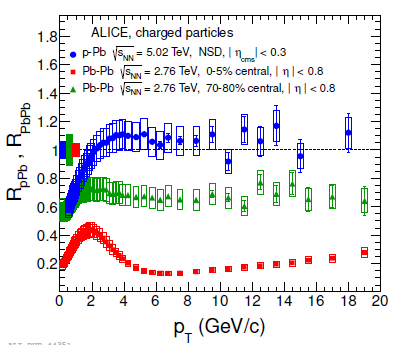 ALICE, charged particles
p-Pb √sNN = 5.02 TeV, NSD, | ηcms | < 0.3
Pb-Pb √sNN = 2.76 TeV, 0-5% central, | η | < 0.8
Pb-Pb √sNN = 2.76 TeV, 70-80% central, | η | < 0.8
RpPb , RPbPb
1.8
1.6
1.4
1.2
1
0.8
0.6
0.4
0.2
0 2 4 6 8 10 12 14 16 18 20
pT (GeV/c)